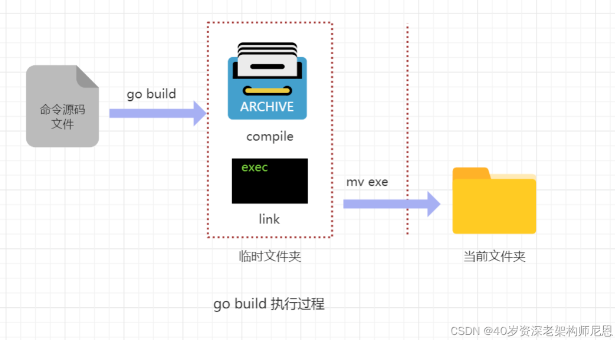 命令源码
文件
go build
ARCHIVE
compile
exec
link
临时文件夹
mv exe
当前文件夹
go build 执行过程
CSDN @40岁资深老架构师尼恩